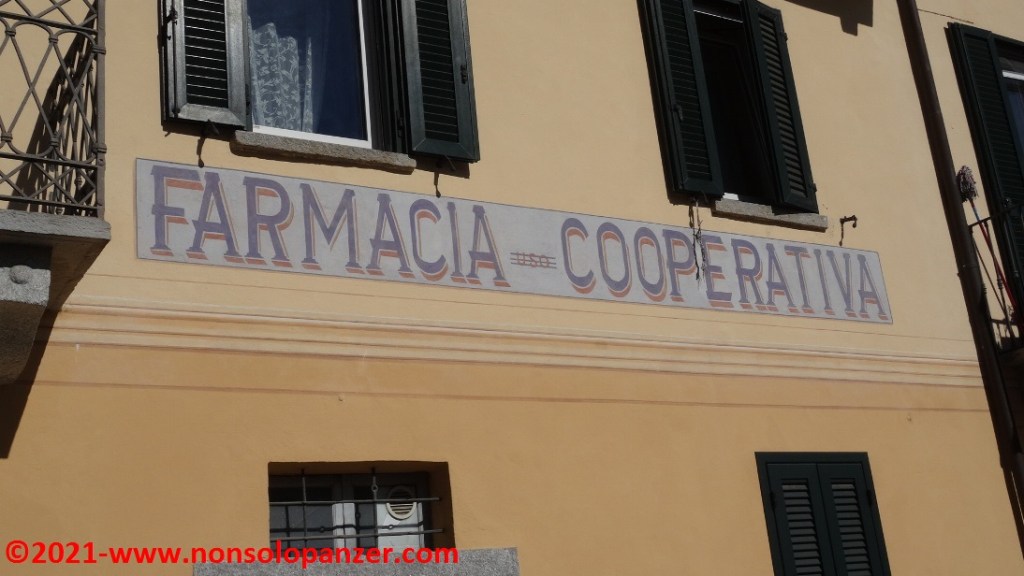 FARMACIA USO COOPERATIVA
©2021-www.nonsolopanzer.com